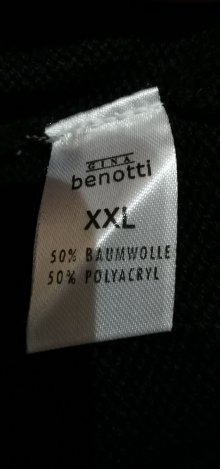 GINA
benotti
XXL
50% BAUMWOLLE
50% POLYACRYL